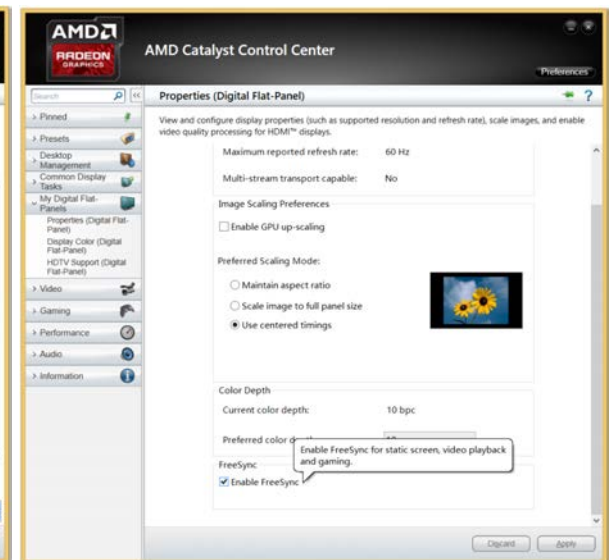 AMD
RADEON
GRAPHICS
AMD Catalyst Control Center
Preferences
Search
Properties (Digital Flat-Panel)
?
Pinned
Presets
Desktop
Management
Common Display
Tasks
My Digital Flat-
Panels
Properties (Digital Flat-
Panel)
Display Color (Digital
Flat-Panel)
HDTV Support (Digital
Flat-Panel)
Video
Gaming
Performance
Audio
Information
View and configure display properties (such as supported resolution and refresh rate), scale images, and enable
video quality processing for HDMI™ displays.
Maximum reported refresh rate: 60 Hz
Multi-stream transport capable: No
Image Scaling Preferences
Enable GPU up-scaling
Preferred Scaling Mode:
Maintain aspect ratio
Scale image to full panel size
Use centered timings
Color Depth
Current color depth: 10 bpc
Preferred color
Enable FreeSync for static screen, video playback
and gaming.
FreeSync
Enable FreeSync
Discard
Apply